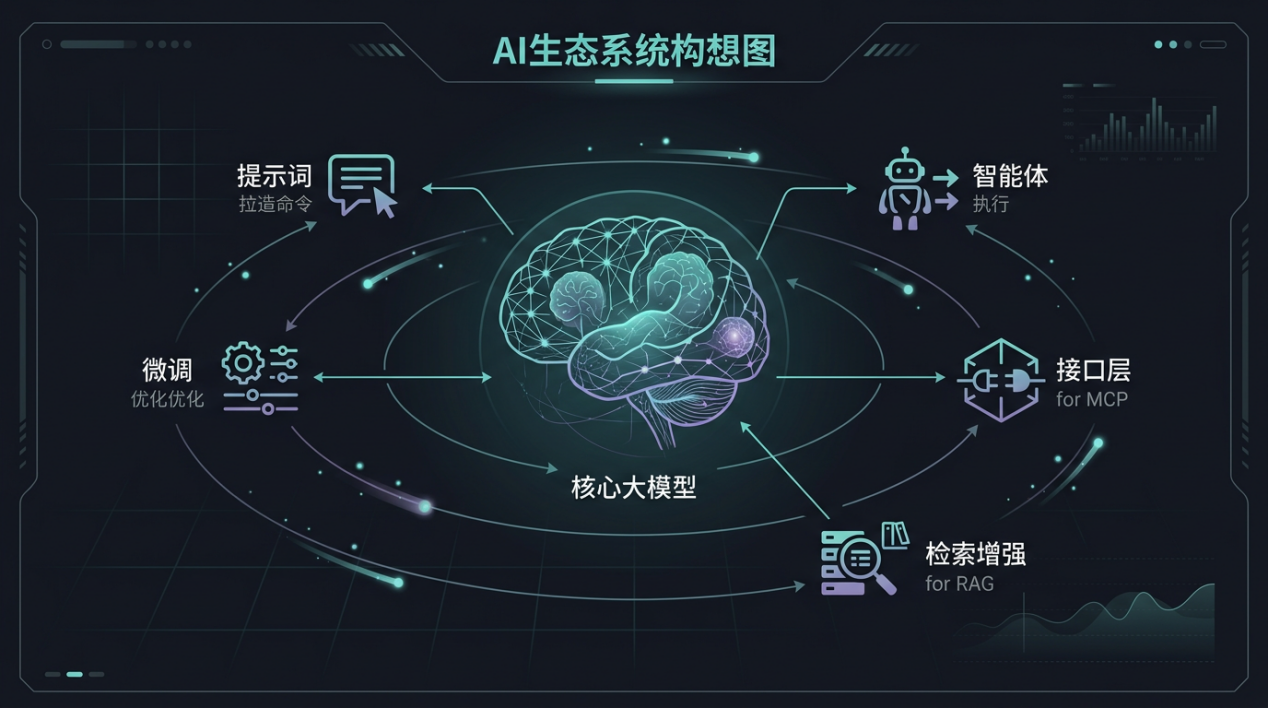 AI生态系统构想图
提示词
拉造命令
智能体
执行
微调
优化优化
接口层
for MCP
核心大模型
检索增强
for RAG